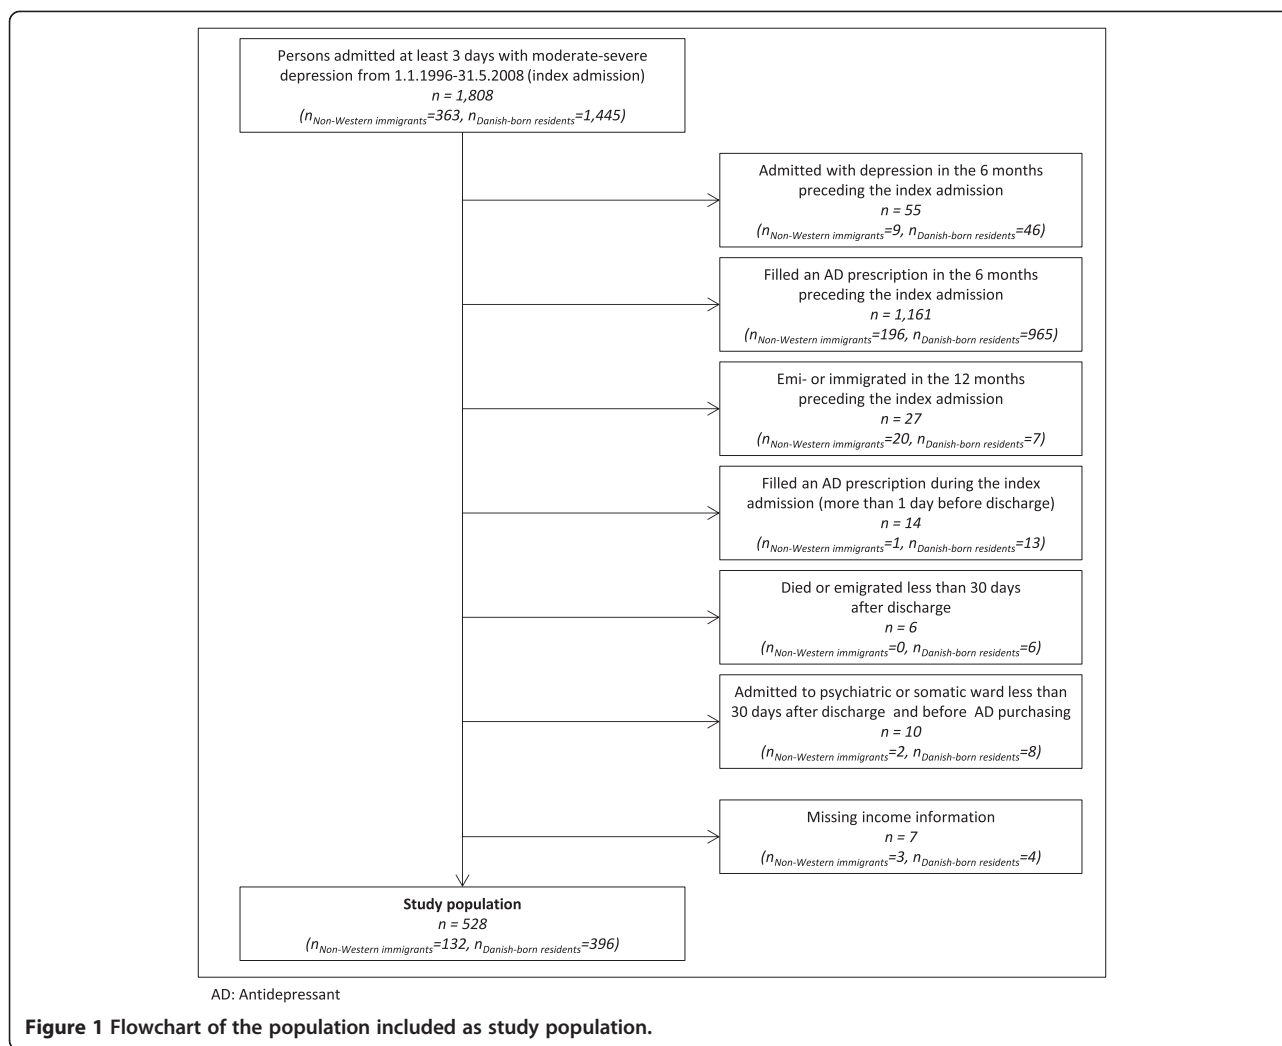 Persons admitted at least 3 days with moderate-severe
depression from 1.1.1996-31.5.2008 (index admission)
n = 1,808
(nNon-Western immigrants=363, nDanish-born residents=1,445)
Admitted with depression in the 6 months
preceding the index admission
n = 55
(nNon-Western immigrants=9, nDanish-born residents=46)
Filled an AD prescription in the 6 months
preceding the index admission
n = 1,161
(nNon-Western immigrants=196, nDanish-born residents=965)
Emi- or immigrated in the 12 months
preceding the index admission
n = 27
(nNon-Western immigrants=20, nDanish-born residents=7)
Filled an AD prescription during the index
admission (more than 1 day before discharge)
n = 14
(nNon-Western immigrants=1, nDanish-born residents=13)
Died or emigrated less than 30 days
after discharge
n = 6
(nNon-Western immigrants=0, nDanish-born residents=6)
Admitted to psychiatric or somatic ward less than
30 days after discharge and before AD purchasing
n = 10
(nNon-Western immigrants=2, nDanish-born residents=8)
Missing income information
n = 7
(nNon-Western immigrants=3, nDanish-born residents=4)
Study population
n = 528
(nNon-Western immigrants=132, nDanish-born residents=396)
AD: Antidepressant
Figure 1 Flowchart of the population included as study population.